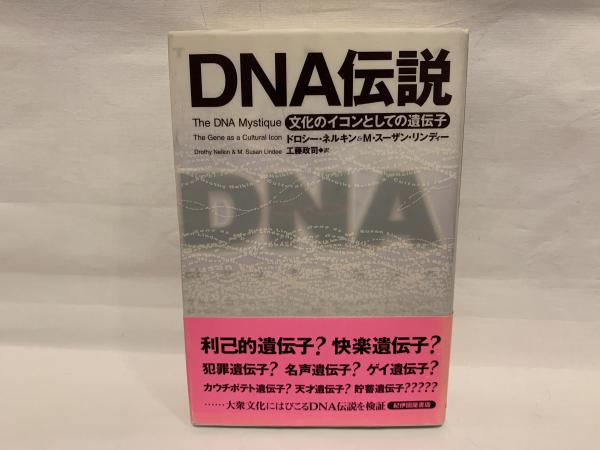 DNA伝説
The DNA Mystique 文化のイコンとしての遺伝子
The Gene as a Cultural Icon ドロシー・ネルキン&M・スーザン・リンディー
Drothy Nelkin & M. Susan Lindee 工藤政司◆訳
DNA
利己的遺伝子? 快楽遺伝子?
犯罪遺伝子? 名声遺伝子? ゲイ遺伝子?
カウチポテト遺伝子? 天才遺伝子? 貯蓄遺伝子?????
……大衆文化にはびこるDNA伝説を検証 紀伊國屋書店